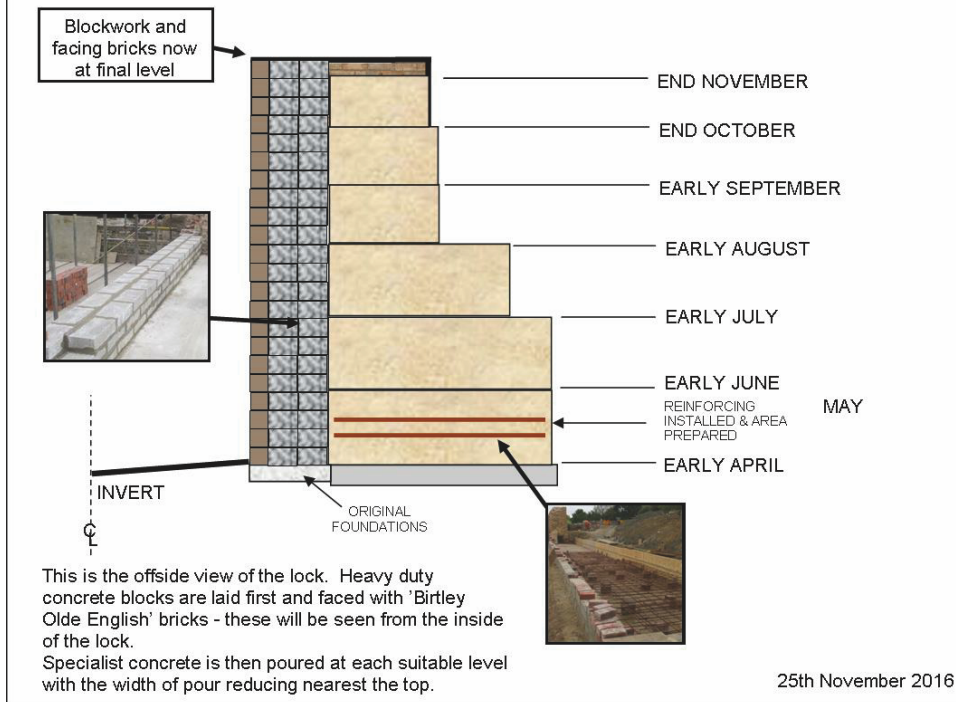 Blockwork and
facing bricks now
at final level
END NOVEMBER
END OCTOBER
EARLY SEPTEMBER
EARLY AUGUST
EARLY JULY
EARLY JUNE
REINFORCING
INSTALLED & AREA
PREPARED
MAY
EARLY APRIL
INVERT
ORIGINAL
FOUNDATIONS
℄
This is the offside view of the lock. Heavy duty
concrete blocks are laid first and faced with 'Birtley
Olde English' bricks - these will be seen from the inside
of the lock.
Specialist concrete is then poured at each suitable level
with the width of pour reducing nearest the top.
25th November 2016